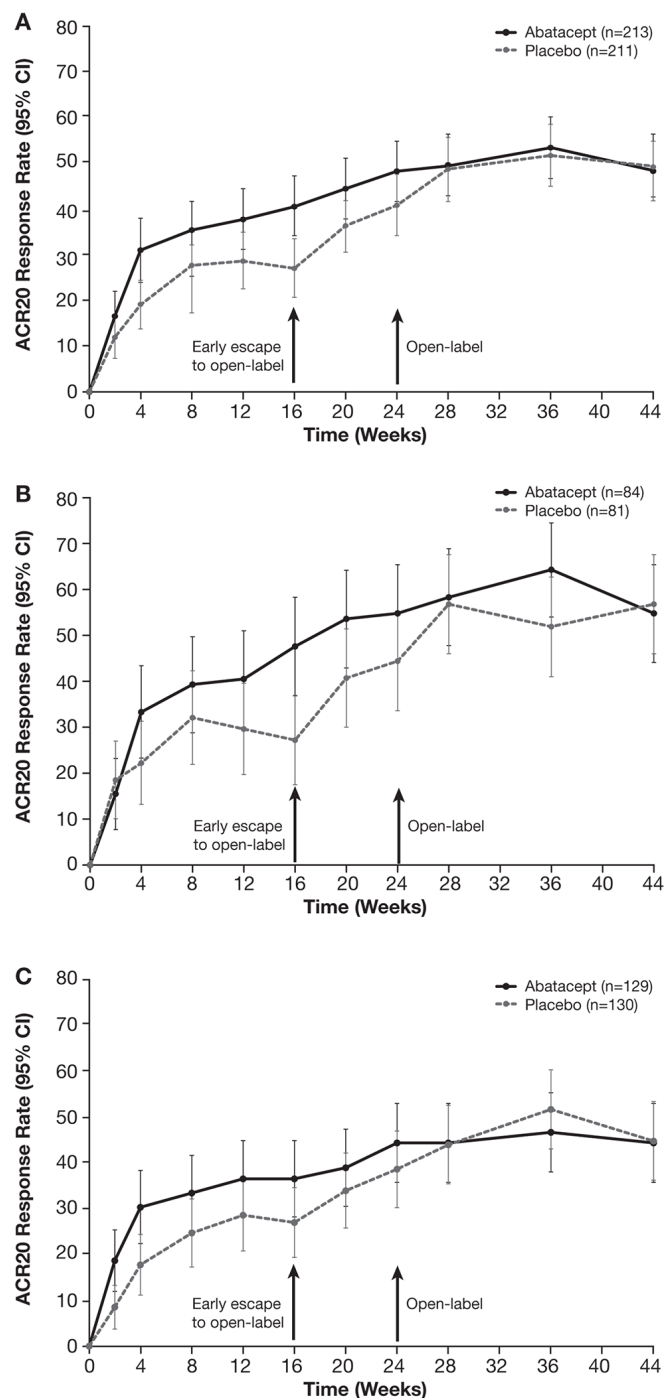 A
Abatacept (n=213)
Placebo (n=211)
ACR20 Response Rate (95% CI)
80
70
60
50
40
30
20
10
0
Early escape
to open-label
Open-label
0 4 8 12 16 20 24 28 32 36 40 44
Time (Weeks)
B
Abatacept (n=84)
Placebo (n=81)
ACR20 Response Rate (95% CI)
80
70
60
50
40
30
20
10
0
Early escape
to open-label
Open-label
0 4 8 12 16 20 24 28 32 36 40 44
Time (Weeks)
C
Abatacept (n=129)
Placebo (n=130)
ACR20 Response Rate (95% CI)
80
70
60
50
40
30
20
10
0
Early escape
to open-label
Open-label
0 4 8 12 16 20 24 28 32 36 40 44
Time (Weeks)